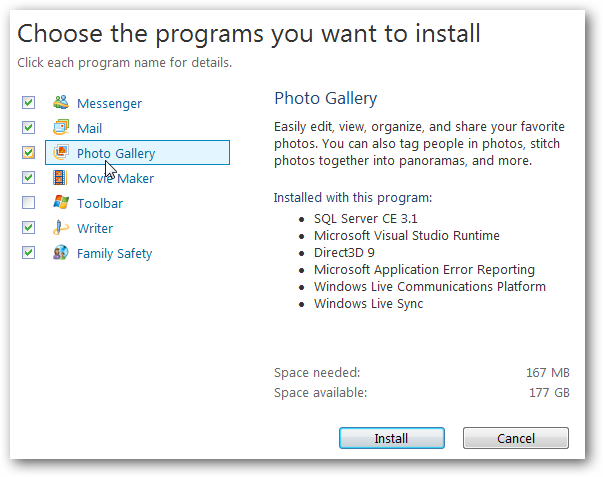 Choose the programs you want to install
Click each program name for details.
Messenger
Mail
Photo Gallery
Movie Maker
Toolbar
Writer
Family Safety
Photo Gallery
Easily edit, view, organize, and share your favorite
photos. You can also tag people in photos, stitch
photos together into panoramas, and more.
Installed with this program:
• SQL Server CE 3.1
• Microsoft Visual Studio Runtime
• Direct3D 9
• Microsoft Application Error Reporting
• Windows Live Communications Platform
• Windows Live Sync
Space needed: 167 MB
Space available: 177 GB
Install Cancel